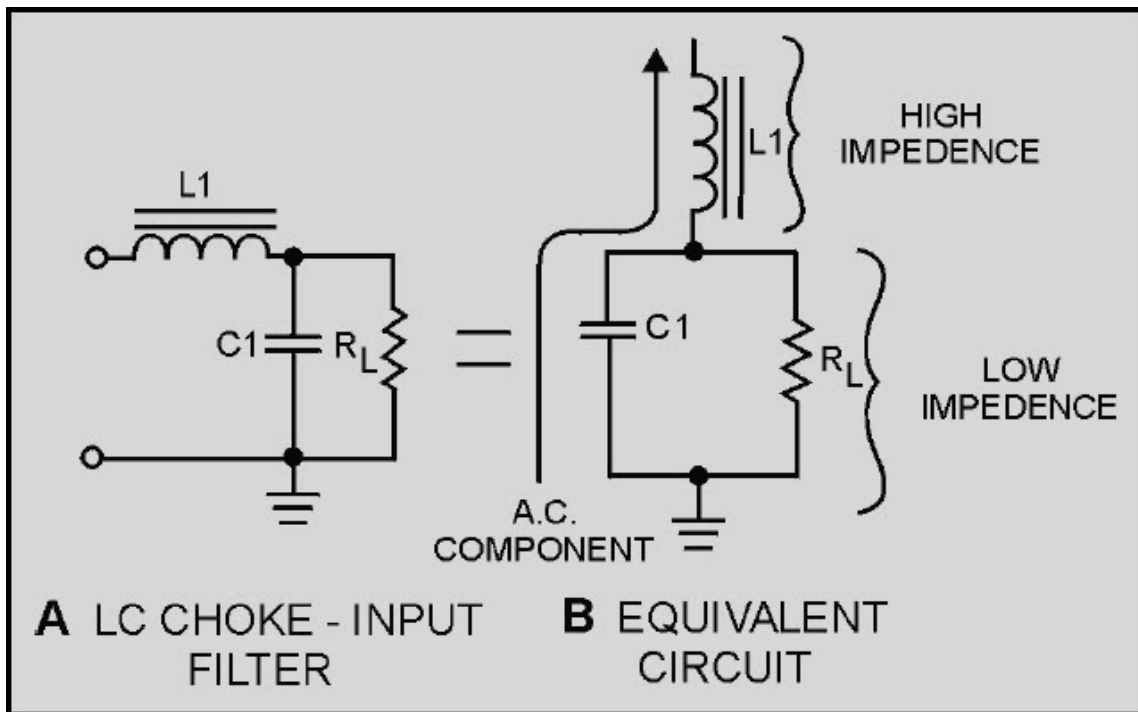 L1
C1
RL
=
L1
HIGH
IMPEDENCE
C1
RL
LOW
IMPEDENCE
A.C.
COMPONENT
A LC CHOKE - INPUT
FILTER
B EQUIVALENT
CIRCUIT